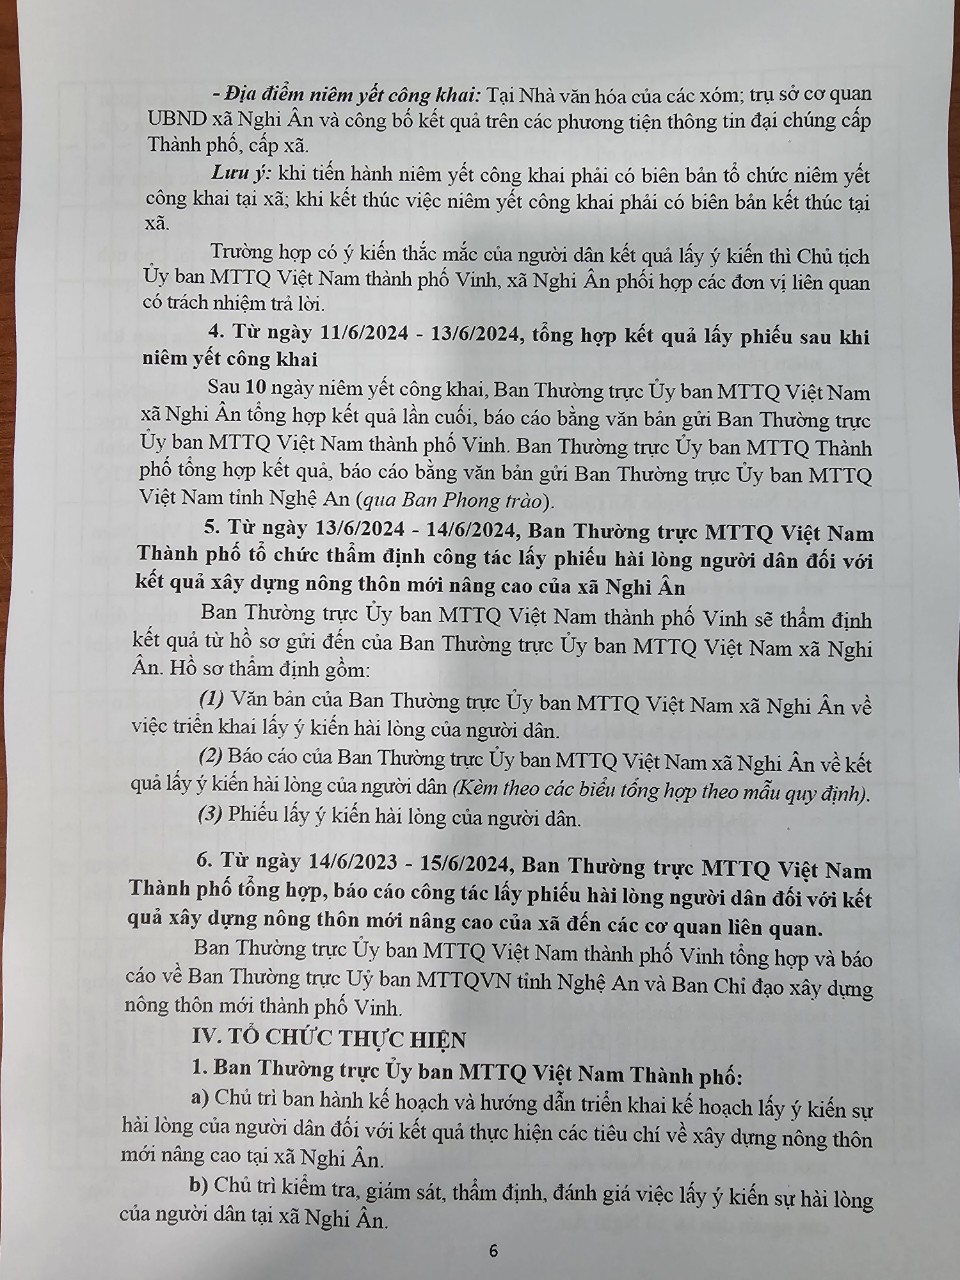 - Địa điểm niêm yết công khai: Tại Nhà văn hóa của các xóm; trụ sở cơ quan
UBND xã Nghi Ân và công bố kết quả trên các phương tiện thông tin đại chúng cấp
Thành phố, cấp xã.
Lưu ý: khi tiến hành niêm yết công khai phải có biên bản tổ chức niêm yết
công khai tại xã; khi kết thúc việc niêm yết công khai phải có biên bản kết thúc tại
xã.
Trường hợp có ý kiến thắc mắc của người dân kết quả lấy ý kiến thì Chủ tịch
Ủy ban MTTQ Việt Nam thành phố Vinh, xã Nghi Ân phối hợp các đơn vị liên quan
có trách nhiệm trả lời.
4. Từ ngày 11/6/2024 - 13/6/2024, tổng hợp kết quả lấy phiếu sau khi
niêm yết công khai
Sau 10 ngày niêm yết công khai, Ban Thường trực Ủy ban MTTQ Việt Nam
xã Nghi Ân tổng hợp kết quả lần cuối, báo cáo bằng văn bản gửi Ban Thường trực
Ủy ban MTTQ Việt Nam thành phố Vinh. Ban Thường trực Ủy ban MTTQ Thành
phố tổng hợp kết quả, báo cáo bằng văn bản gửi Ban Thường trực Ủy ban MTTQ
Việt Nam tỉnh Nghệ An (qua Ban Phong trào).
5. Từ ngày 13/6/2024 - 14/6/2024, Ban Thường trực MTTQ Việt Nam
Thành phố tổ chức thẩm định công tác lấy phiếu hài lòng người dân đối với
kết quả xây dựng nông thôn mới nâng cao của xã Nghi Ân
Ban Thường trực Ủy ban MTTQ Việt Nam thành phố Vinh sẽ thẩm định
kết quả từ hồ sơ gửi đến của Ban Thường trực Ủy ban MTTQ Việt Nam xã Nghi
Ân. Hồ sơ thẩm định gồm:
(1) Văn bản của Ban Thường trực Ủy ban MTTQ Việt Nam xã Nghi Ân về
việc triển khai lấy ý kiến hài lòng của người dân.
(2) Báo cáo của Ban Thường trực Ủy ban MTTQ Việt Nam xã Nghi Ân về kết
quả lấy ý kiến hài lòng của người dân (Kèm theo các biểu tổng hợp theo mẫu quy định).
(3) Phiếu lấy ý kiến hài lòng của người dân.
6. Từ ngày 14/6/2023 - 15/6/2024, Ban Thường trực MTTQ Việt Nam
Thành phố tổng hợp, báo cáo công tác lấy phiếu hài lòng người dân đối với kết
quả xây dựng nông thôn mới nâng cao của xã đến các cơ quan liên quan.
Ban Thường trực Ủy ban MTTQ Việt Nam thành phố Vinh tổng hợp và báo
cáo về Ban Thường trực Uỷ ban MTTQVN tỉnh Nghệ An và Ban Chỉ đạo xây dựng
nông thôn mới thành phố Vinh.
IV. TỔ CHỨC THỰC HIỆN
1. Ban Thường trực Ủy ban MTTQ Việt Nam Thành phố:
a) Chủ trì ban hành kế hoạch và hướng dẫn triển khai kế hoạch lấy ý kiến sự
hài lòng của người dân đối với kết quả thực hiện các tiêu chí về xây dựng nông thôn
mới nâng cao tại xã Nghi Ân.
b) Chủ trì kiểm tra, giám sát, thẩm định, đánh giá việc lấy ý kiến sự hài lòng
của người dân tại xã Nghi Ân.
6